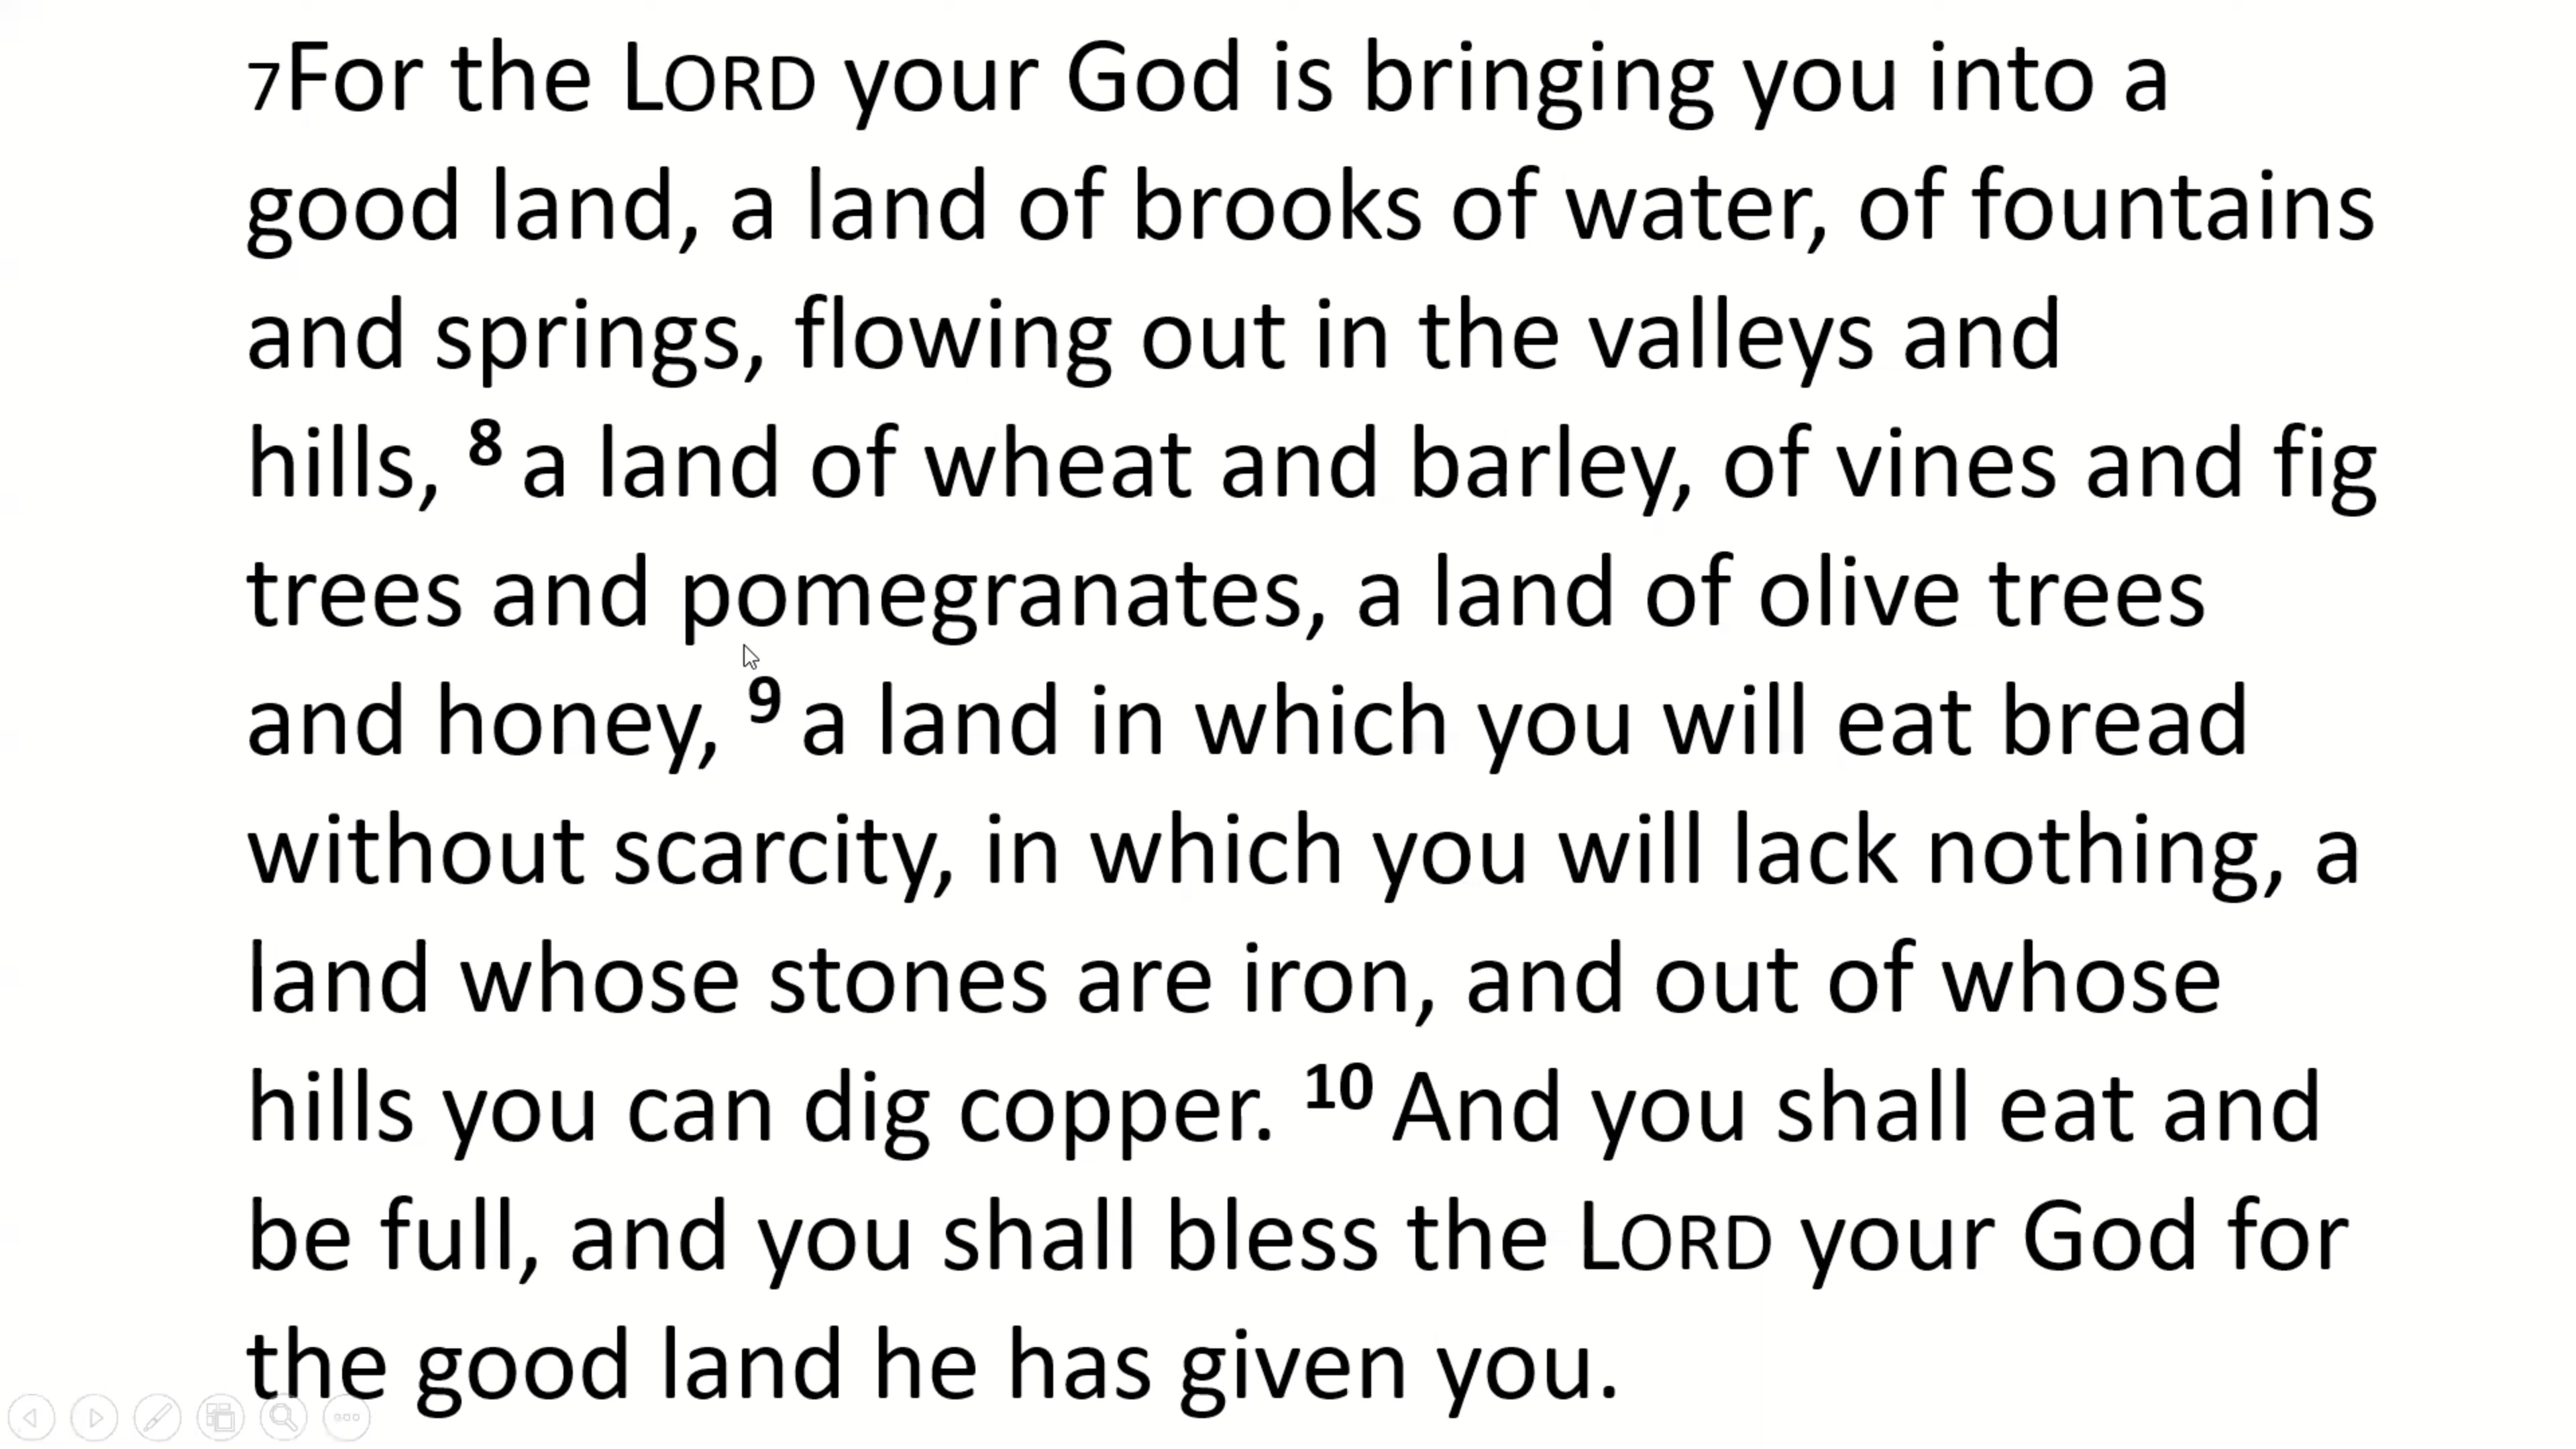 7For the LORD your God is bringing you into a
good land, a land of brooks of water, of fountains
and springs, flowing out in the valleys and
hills, 8 a land of wheat and barley, of vines and fig
trees and pomegranates, a land of olive trees
and honey, 9 a land in which you will eat bread
without scarcity, in which you will lack nothing, a
land whose stones are iron, and out of whose
hills you can dig copper. 10 And you shall eat and
be full, and you shall bless the LORD your God for
the good land he has given you.